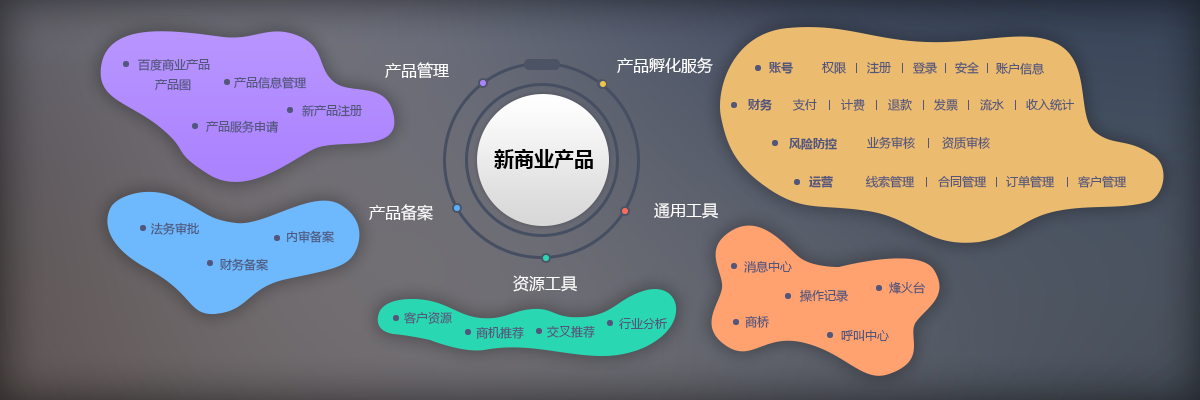 产品管理
百度商业产品
产品图
产品信息管理
新产品注册
产品服务申请
产品孵化服务
账号 权限 | 注册 | 登录 | 安全 | 账户信息
财务 支付 | 计费 | 退款 | 发票 | 流水 | 收入统计
风险防控 业务审核 | 资质审核
运营 线索管理 | 合同管理 | 订单管理 | 客户管理
新商业产品
产品备案
法务审批
内审备案
财务备案
通用工具
消息中心
操作记录
烽火台
商桥
呼叫中心
资源工具
客户资源
商机推荐
交叉推荐
行业分析